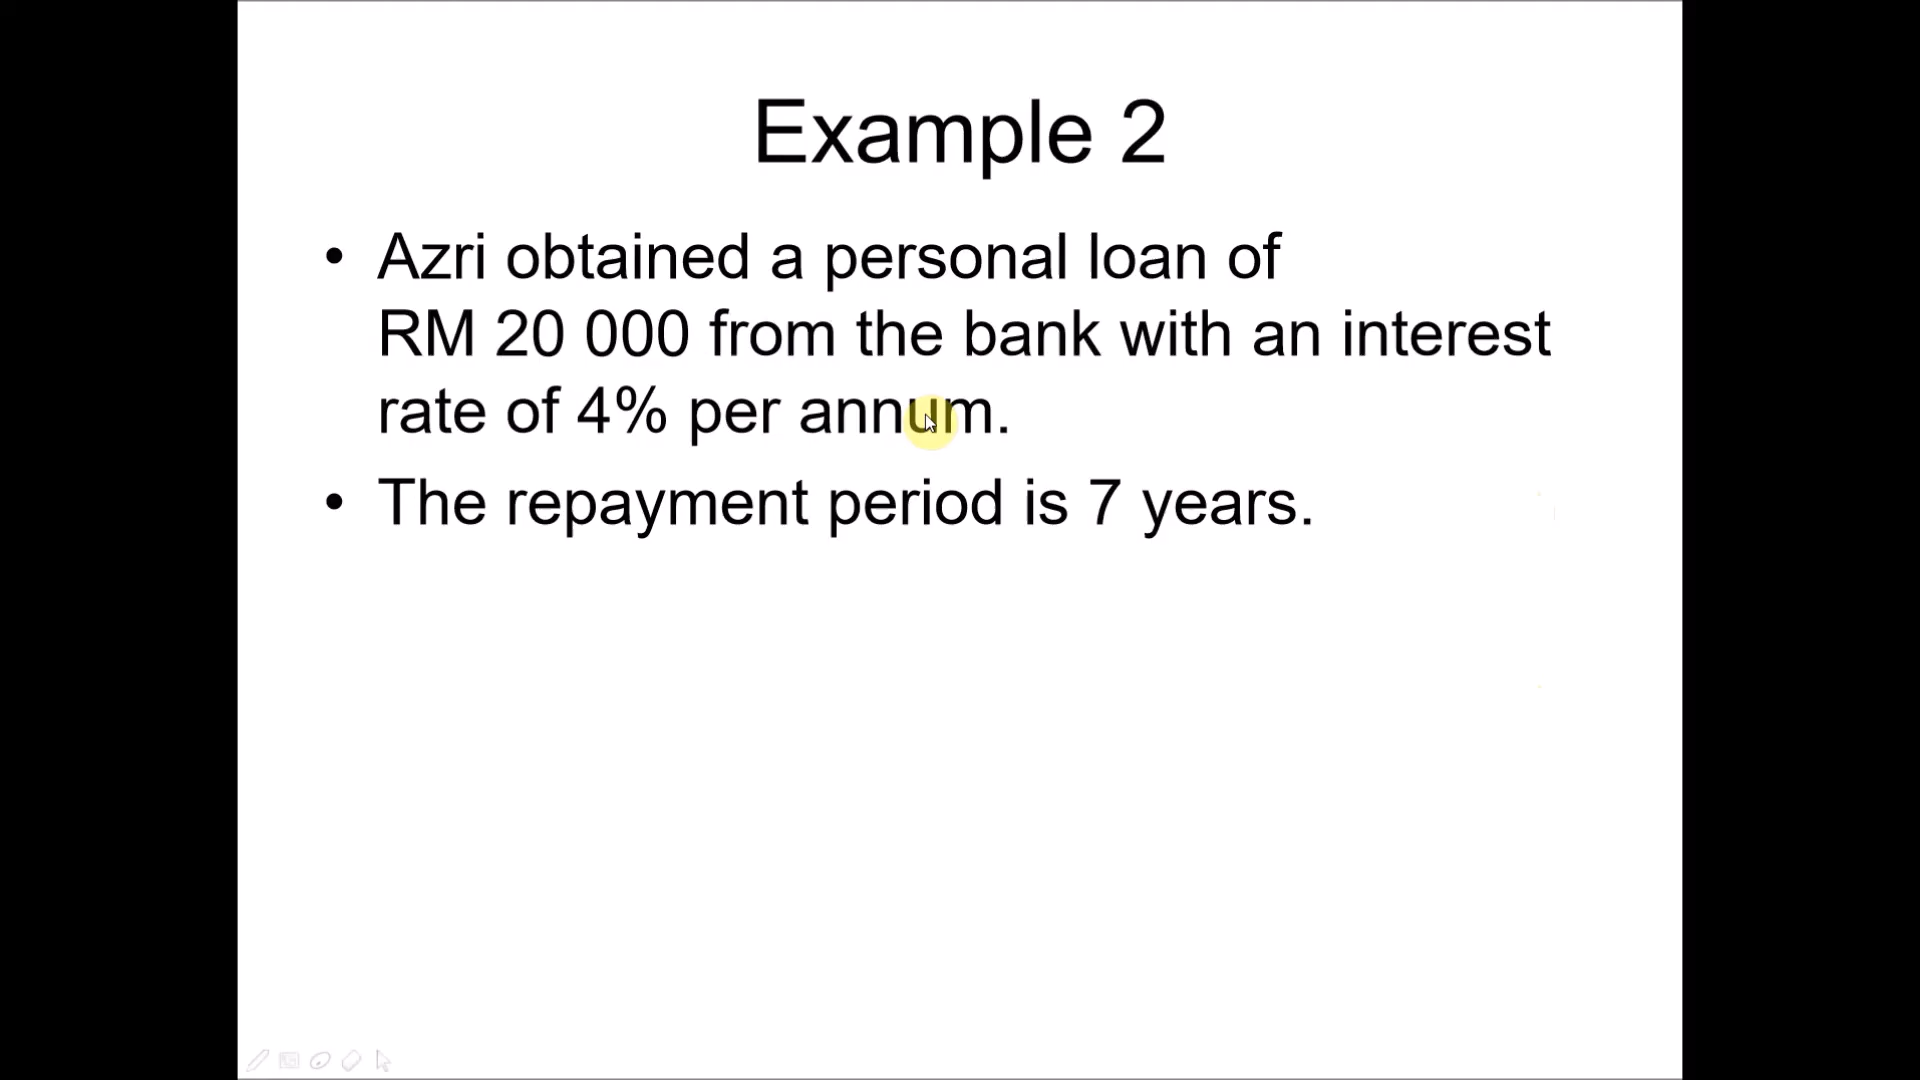 Example 2
• Azri obtained a personal loan of
RM 20 000 from the bank with an interest
rate of 4% per annum.
• The repayment period is 7 years.